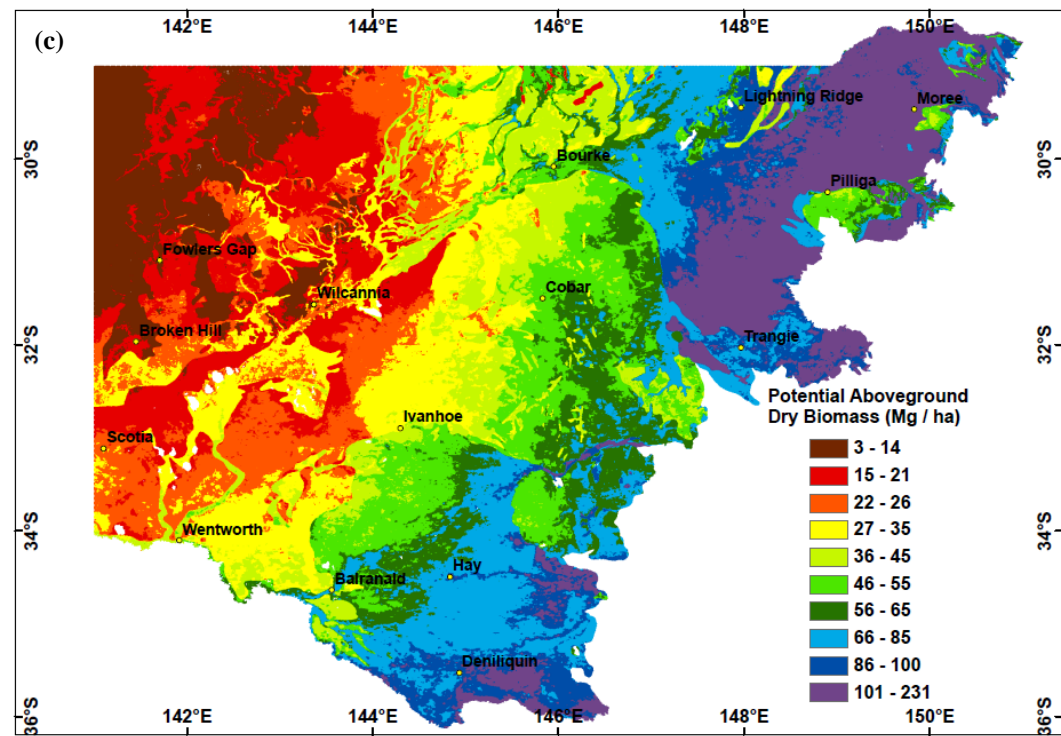 142°E 144°E 146°E 148°E 150°E
(c)
Lightning Ridge
Moree
30°S
Bourke
30°S
Pilliga
Fowlers Gap
Wilcannia
Cobar
Broken Hill
32°S
Trangie
32°S
Potential Aboveground
Dry Biomass (Mg / ha)
Ivanhoe
Scotia
3 - 14
15 - 21
22 - 26
27 - 35
36 - 45
46 - 55
56 - 65
66 - 85
86 - 100
101 - 231
34°S
Wentworth
34°S
Hay
Balranald
Deniliquin
36°S
142°E 144°E 146°E 148°E 150°E
36°S